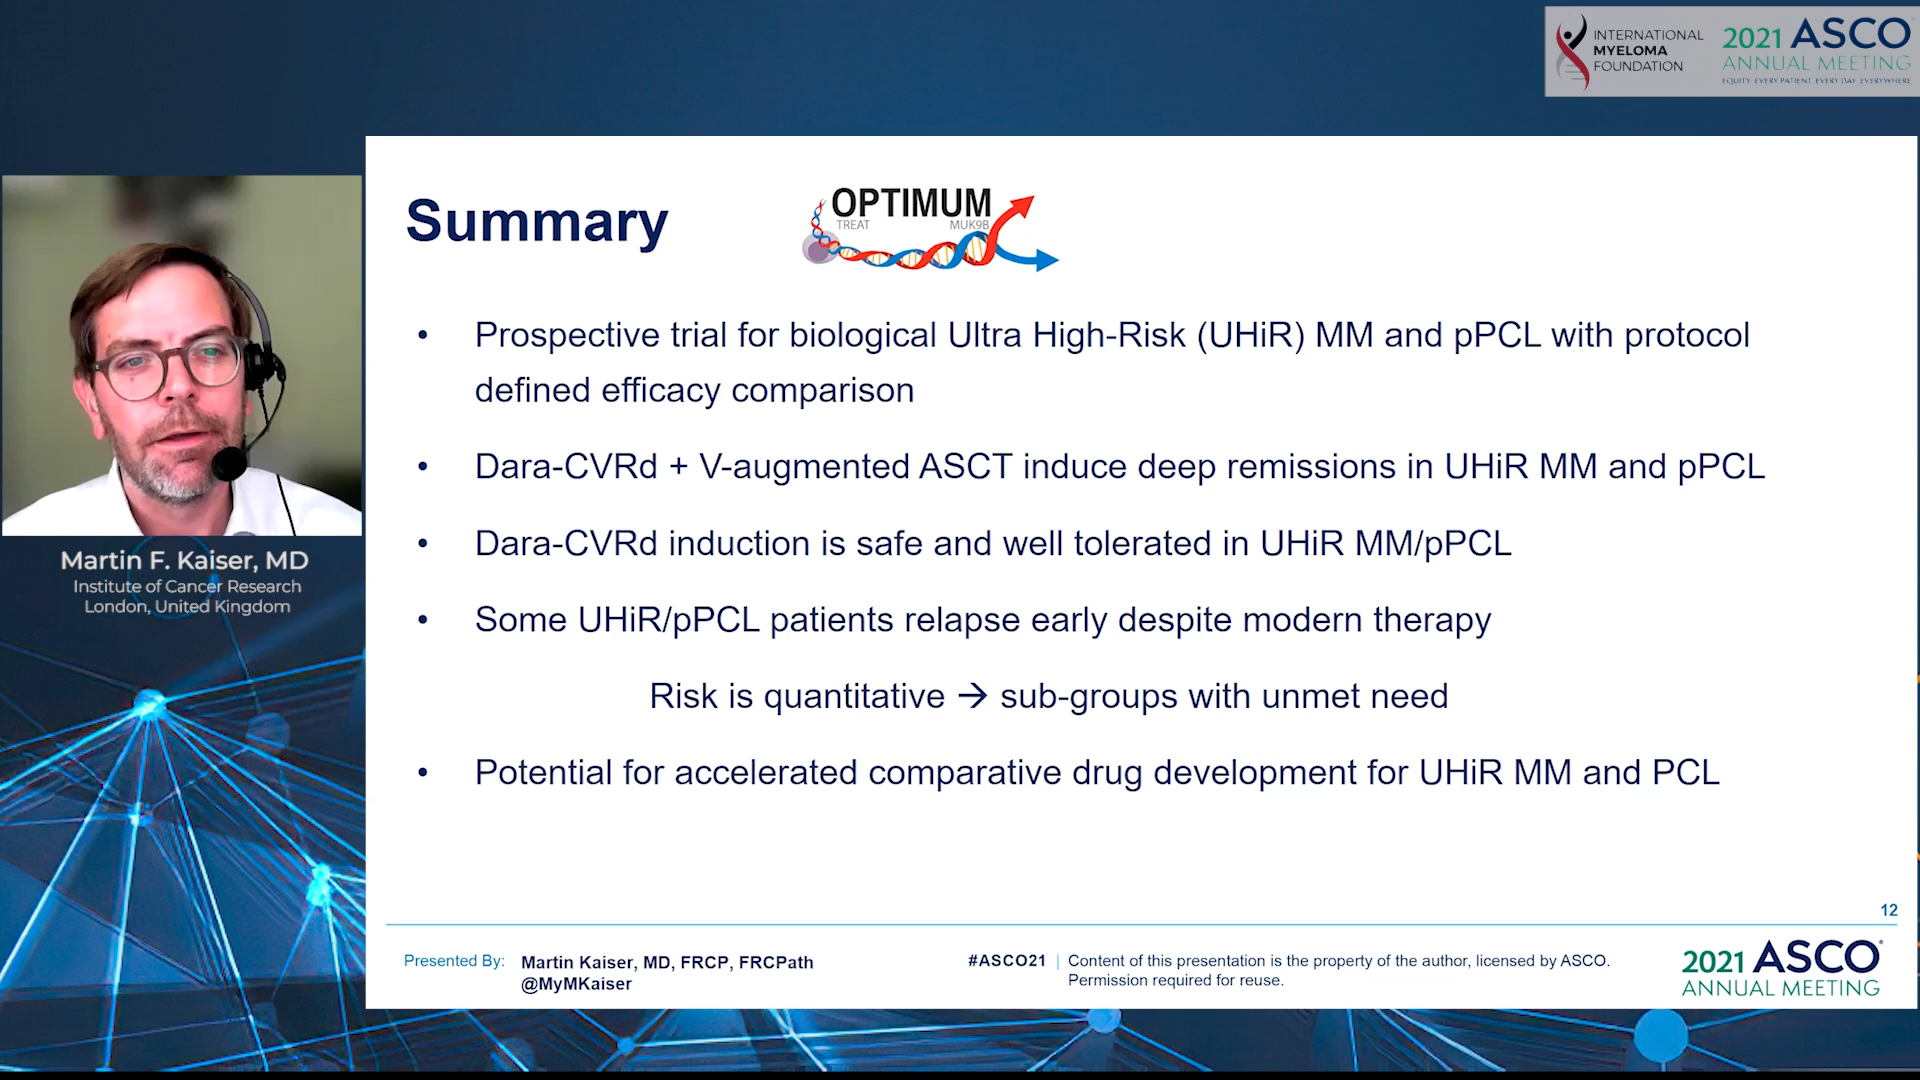 INTERNATIONAL
MYELOMA
FOUNDATION
2021 ASCO
ANNUAL MEETING
EQUITY: EVERY PATIENT. EVERY DAY. EVERYWHERE.
Summary
OPTIMUM
TREAT MUK9B
• Prospective trial for biological Ultra High-Risk (UHiR) MM and pPCL with protocol
defined efficacy comparison
• Dara-CVRd + V-augmented ASCT induce deep remissions in UHiR MM and pPCL
• Dara-CVRd induction is safe and well tolerated in UHiR MM/pPCL
• Some UHiR/pPCL patients relapse early despite modern therapy
Risk is quantitative → sub-groups with unmet need
• Potential for accelerated comparative drug development for UHiR MM and PCL
Martin F. Kaiser, MD
Institute of Cancer Research
London, United Kingdom
12
Presented By: Martin Kaiser, MD, FRCP, FRCPath
@MyMKaiser
#ASCO21 | Content of this presentation is the property of the author, licensed by ASCO.
Permission required for reuse.
2021 ASCO®
ANNUAL MEETING